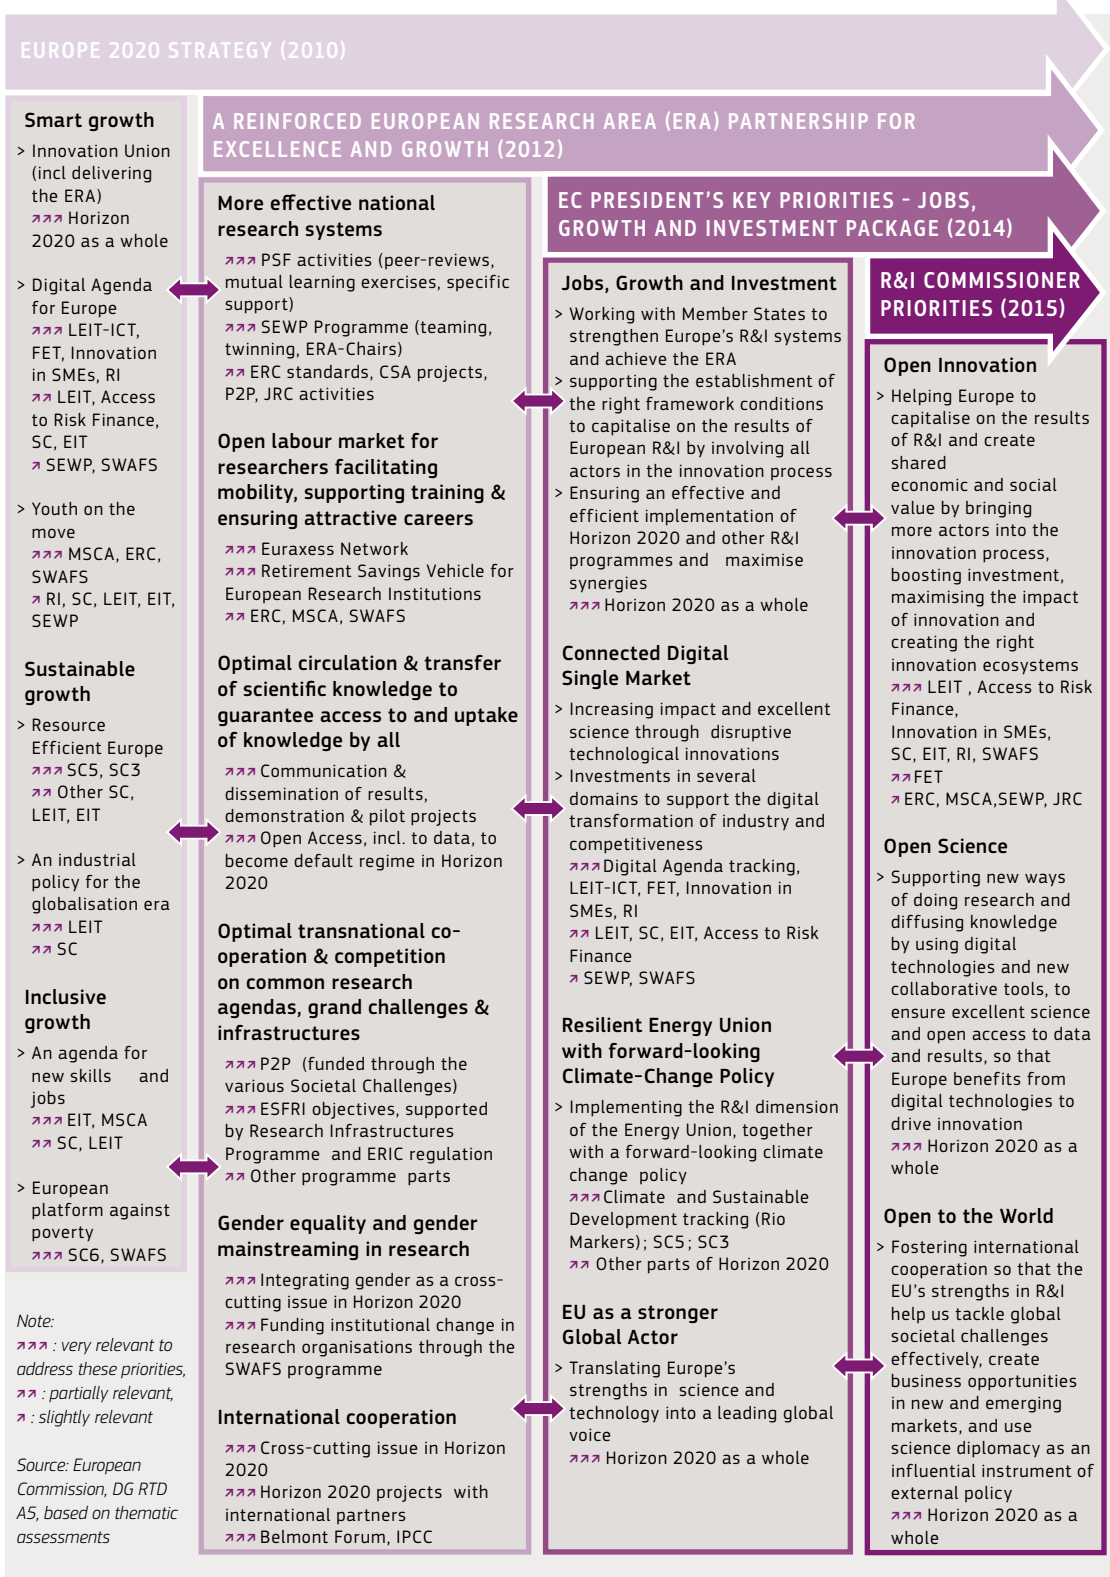 EUROPE 2020 STRATEGY (2010)
Smart growth
> Innovation Union
(incl delivering
the ERA)
↗↗↗ Horizon
2020 as a whole
> Digital Agenda
for Europe
↗↗↗ LEIT-ICT,
FET, Innovation
in SMEs, RI
↗↗ LEIT, Access
to Risk Finance,
SC, EIT
↗ SEWP, SWAFS
> Youth on the
move
↗↗↗ MSCA, ERC,
SWAFS
↗ RI, SC, LEIT, EIT,
SEWP
Sustainable
growth
> Resource
Efficient Europe
↗↗↗ SC5, SC3
↗↗ Other SC,
LEIT, EIT
> An industrial
policy for the
globalisation era
↗↗↗ LEIT
↗↗ SC
Inclusive
growth
> An agenda for
new skills and
jobs
↗↗↗ EIT, MSCA
↗↗ SC, LEIT
> European
platform against
poverty
↗↗↗ SC6, SWAFS
Note:
↗↗↗ : very relevant to
address these priorities,
↗↗ : partially relevant,
↗ : slightly relevant
Source: European
Commission, DG RTD
A5, based on thematic
assessments
A REINFORCED EUROPEAN RESEARCH AREA (ERA) PARTNERSHIP FOR
EXCELLENCE AND GROWTH (2012)
More effective national
research systems
↗↗↗ PSF activities (peer-reviews,
mutual learning exercises, specific
support)
↗↗↗ SEWP Programme (teaming,
twinning, ERA-Chairs)
↗↗ ERC standards, CSA projects,
P2P, JRC activities
Open labour market for
researchers facilitating
mobility, supporting training &
ensuring attractive careers
↗↗↗ Euraxess Network
↗↗↗ Retirement Savings Vehicle for
European Research Institutions
↗↗ ERC, MSCA, SWAFS
Optimal circulation & transfer
of scientific knowledge to
guarantee access to and uptake
of knowledge by all
↗↗↗ Communication &
dissemination of results,
demonstration & pilot projects
↗↗↗ Open Access, incl. to data, to
become default regime in Horizon
2020
Optimal transnational co-
operation & competition
on common research
agendas, grand challenges &
infrastructures
↗↗↗ P2P (funded through the
various Societal Challenges)
↗↗↗ ESFRI objectives, supported
by Research Infrastructures
Programme and ERIC regulation
↗↗ Other programme parts
Gender equality and gender
mainstreaming in research
↗↗↗ Integrating gender as a cross-
cutting issue in Horizon 2020
↗↗↗ Funding institutional change in
research organisations through the
SWAFS programme
International cooperation
↗↗↗ Cross-cutting issue in Horizon
2020
↗↗↗ Horizon 2020 projects with
international partners
↗↗↗ Belmont Forum, IPCC
EC PRESIDENT'S KEY PRIORITIES - JOBS,
GROWTH AND INVESTMENT PACKAGE (2014)
Jobs, Growth and Investment
> Working with Member States to
strengthen Europe's R&I systems
and achieve the ERA
> supporting the establishment of
the right framework conditions
to capitalise on the results of
European R&I by involving all
actors in the innovation process
> Ensuring an effective and
efficient implementation of
Horizon 2020 and other R&I
programmes and maximise
synergies
↗↗↗ Horizon 2020 as a whole
Connected Digital
Single Market
> Increasing impact and excellent
science through disruptive
technological innovations
> Investments in several
domains to support the digital
transformation of industry and
competitiveness
↗↗↗ Digital Agenda tracking,
LEIT-ICT, FET, Innovation in
SMEs, RI
↗↗ LEIT, SC, EIT, Access to Risk
Finance
↗ SEWP, SWAFS
Resilient Energy Union
with forward-looking
Climate-Change Policy
> Implementing the R&I dimension
of the Energy Union, together
with a forward-looking climate
change policy
↗↗↗ Climate and Sustainable
Development tracking (Rio
Markers); SC5; SC3
↗↗ Other parts of Horizon 2020
EU as a stronger
Global Actor
> Translating Europe's
strengths in science and
technology into a leading global
voice
↗↗↗ Horizon 2020 as a whole
R&I COMMISSIONER
PRIORITIES (2015)
Open Innovation
> Helping Europe to
capitalise on the results
of R&I and create
shared
economic and social
value by bringing
more actors into the
innovation process,
boosting investment,
maximising the impact
of innovation and
creating the right
innovation ecosystems
↗↗↗ LEIT , Access to Risk
Finance,
Innovation in SMEs,
SC, EIT, RI, SWAFS
↗↗ FET
↗ ERC, MSCA,SEWP, JRC
Open Science
> Supporting new ways
of doing research and
diffusing knowledge
by using digital
technologies and new
collaborative tools, to
ensure excellent science
and open access to data
and results, so that
Europe benefits from
digital technologies to
drive innovation
↗↗↗ Horizon 2020 as a
whole
Open to the World
> Fostering international
cooperation so that the
EU's strengths in R&I
help us tackle global
societal challenges
effectively, create
business opportunities
in new and emerging
markets, and use
science diplomacy as an
influential instrument of
external policy
↗↗↗ Horizon 2020 as a
whole